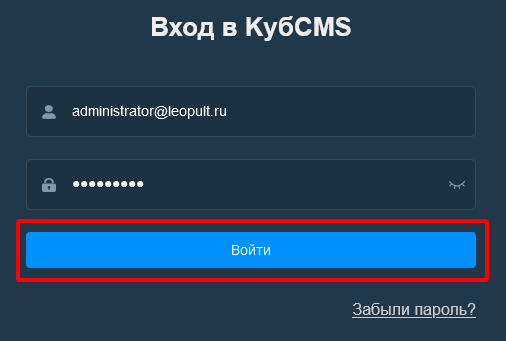 Вход в КубCMS
administrator@leopult.ru
•••••••••
Войти
Забыли пароль?